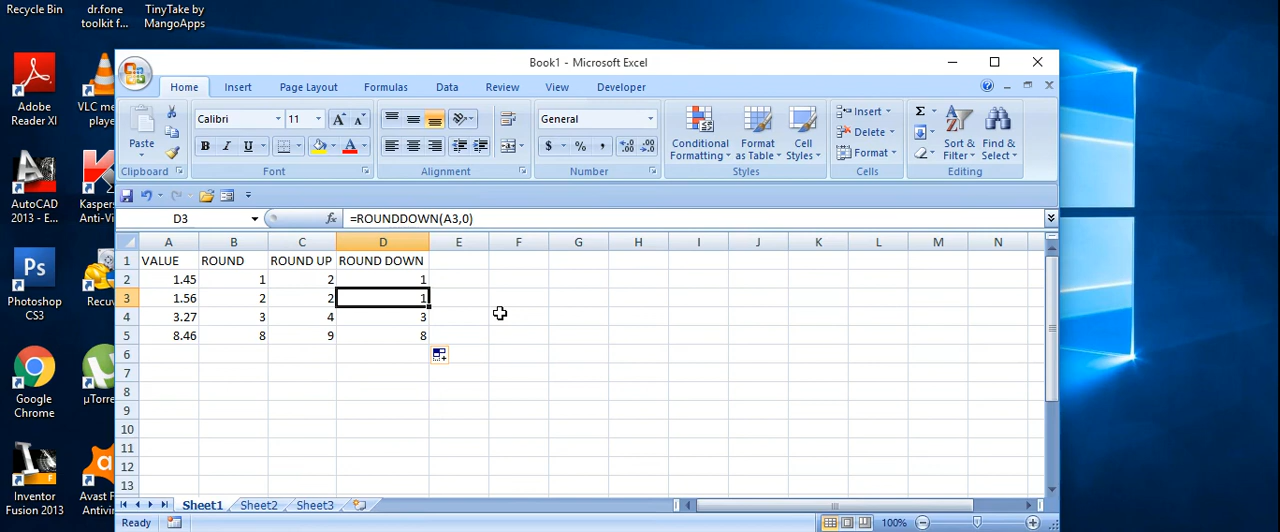 Recycle Bin
dr.fone
toolkit f...
TinyTake by
MangoApps
Adobe
Reader XI
VLC me
playe
AutoCAD
2013 - E...
Kaspers
Anti-Vi
Photoshop
CS3
Recuv
Google
Chrome
µTorre
Inventor
Fusion 2013
Avast F
Antivir
Book1 - Microsoft Excel
Home Insert Page Layout Formulas Data Review View Developer
Paste
Clipboard
Calibri 11
B I U
Font
Alignment
General
$ % ,
Number
Conditional
Formatting
Format
as Table
Cell
Styles
Styles
Insert
Delete
Format
Cells
Σ
Sort &
Filter
Find &
Select
Editing
D3 fx =ROUNDDOWN(A3,0)
A B C D E F G H I J K L M N
1 VALUE ROUND ROUND UP ROUND DOWN
2 1.45 1 2 1
3 1.56 2 2 1
4 3.27 3 4 3
5 8.46 8 9 8
6
7
8
9
10
11
12
13
Sheet1 Sheet2 Sheet3
Ready 100%